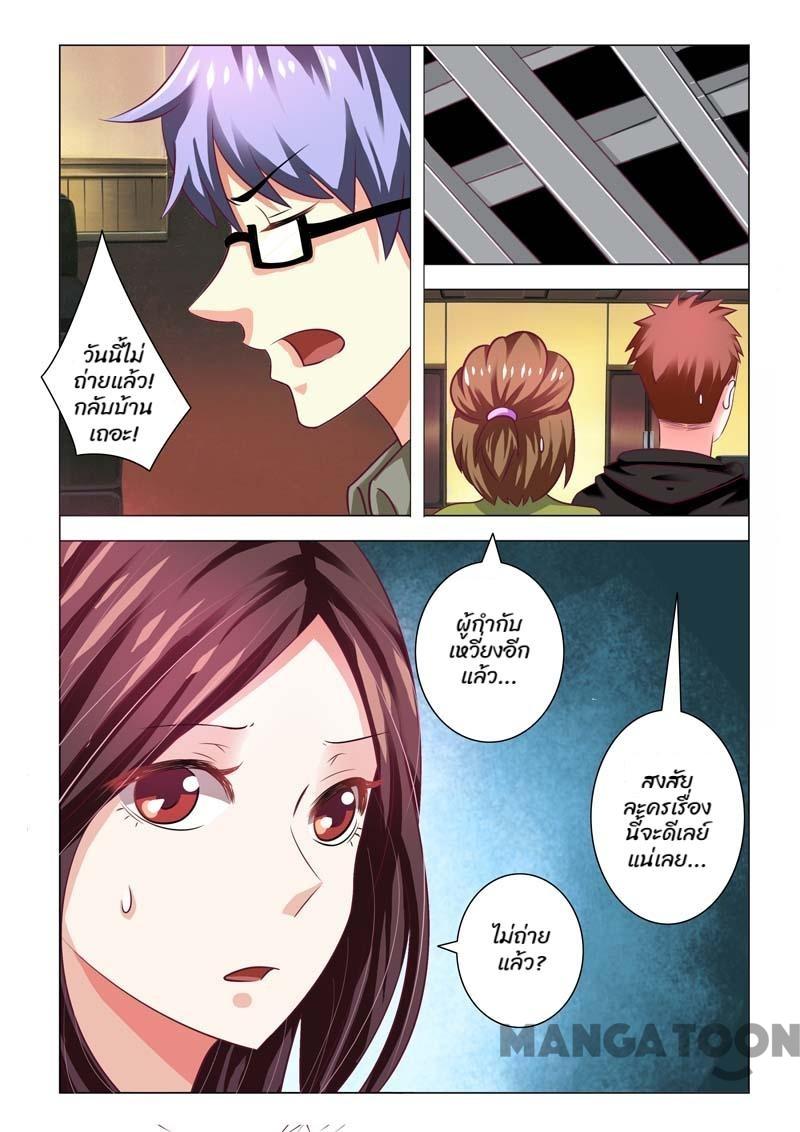 วันนี้ไม่
ถ่ายแล้ว!
กลับบ้าน
เถอะ!
ผู้กำกับ
เหวี่ยงอีก
แล้ว...
สงสัย
ละครเรื่อง
นี้จะดีเลย์
แน่เลย...
ไม่ถ่าย
แล้ว?
MANGATOON